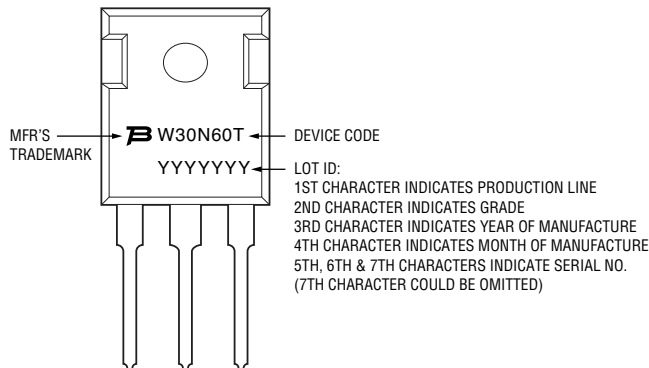 MFR'S
TRADEMARK
W30N60T
DEVICE CODE
YYYYYYY
LOT ID:
1ST CHARACTER INDICATES PRODUCTION LINE
2ND CHARACTER INDICATES GRADE
3RD CHARACTER INDICATES YEAR OF MANUFACTURE
4TH CHARACTER INDICATES MONTH OF MANUFACTURE
5TH, 6TH & 7TH CHARACTERS INDICATE SERIAL NO.
(7TH CHARACTER COULD BE OMITTED)